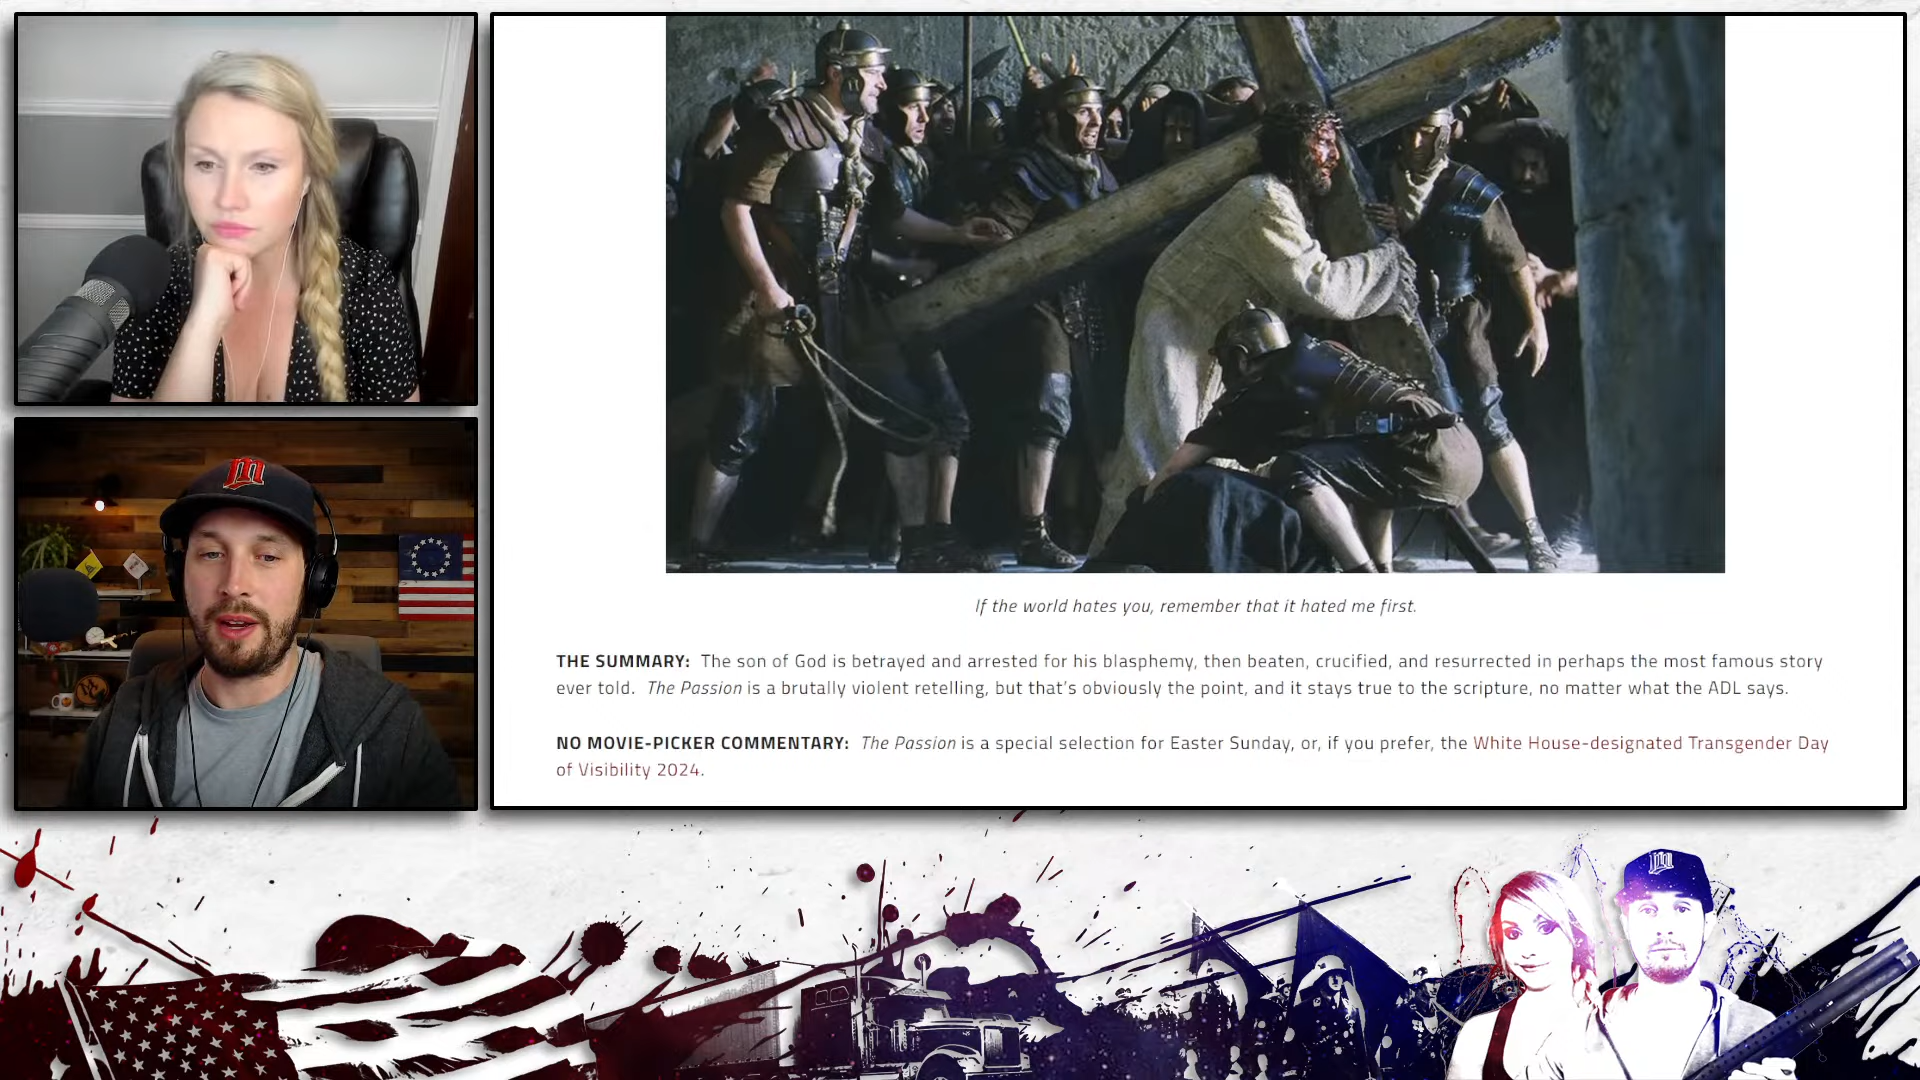 If the world hates you, remember that it hated me first.
THE SUMMARY: The son of God is betrayed and arrested for his blasphemy, then beaten, crucified, and resurrected in perhaps the most famous story
ever told. The Passion is a brutally violent retelling, but that's obviously the point, and it stays true to the scripture, no matter what the ADL says.
NO MOVIE-PICKER COMMENTARY: The Passion is a special selection for Easter Sunday, or, if you prefer, the White House-designated Transgender Day
of Visibility 2024.